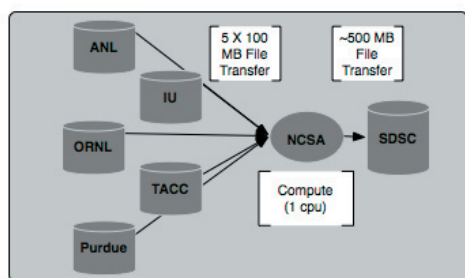 ANL
5 X 100
MB File
Transfer
~500 MB
File
Transfer
IU
ORNL
NCSA
SDSC
TACC
Compute
(1 cpu)
Purdue